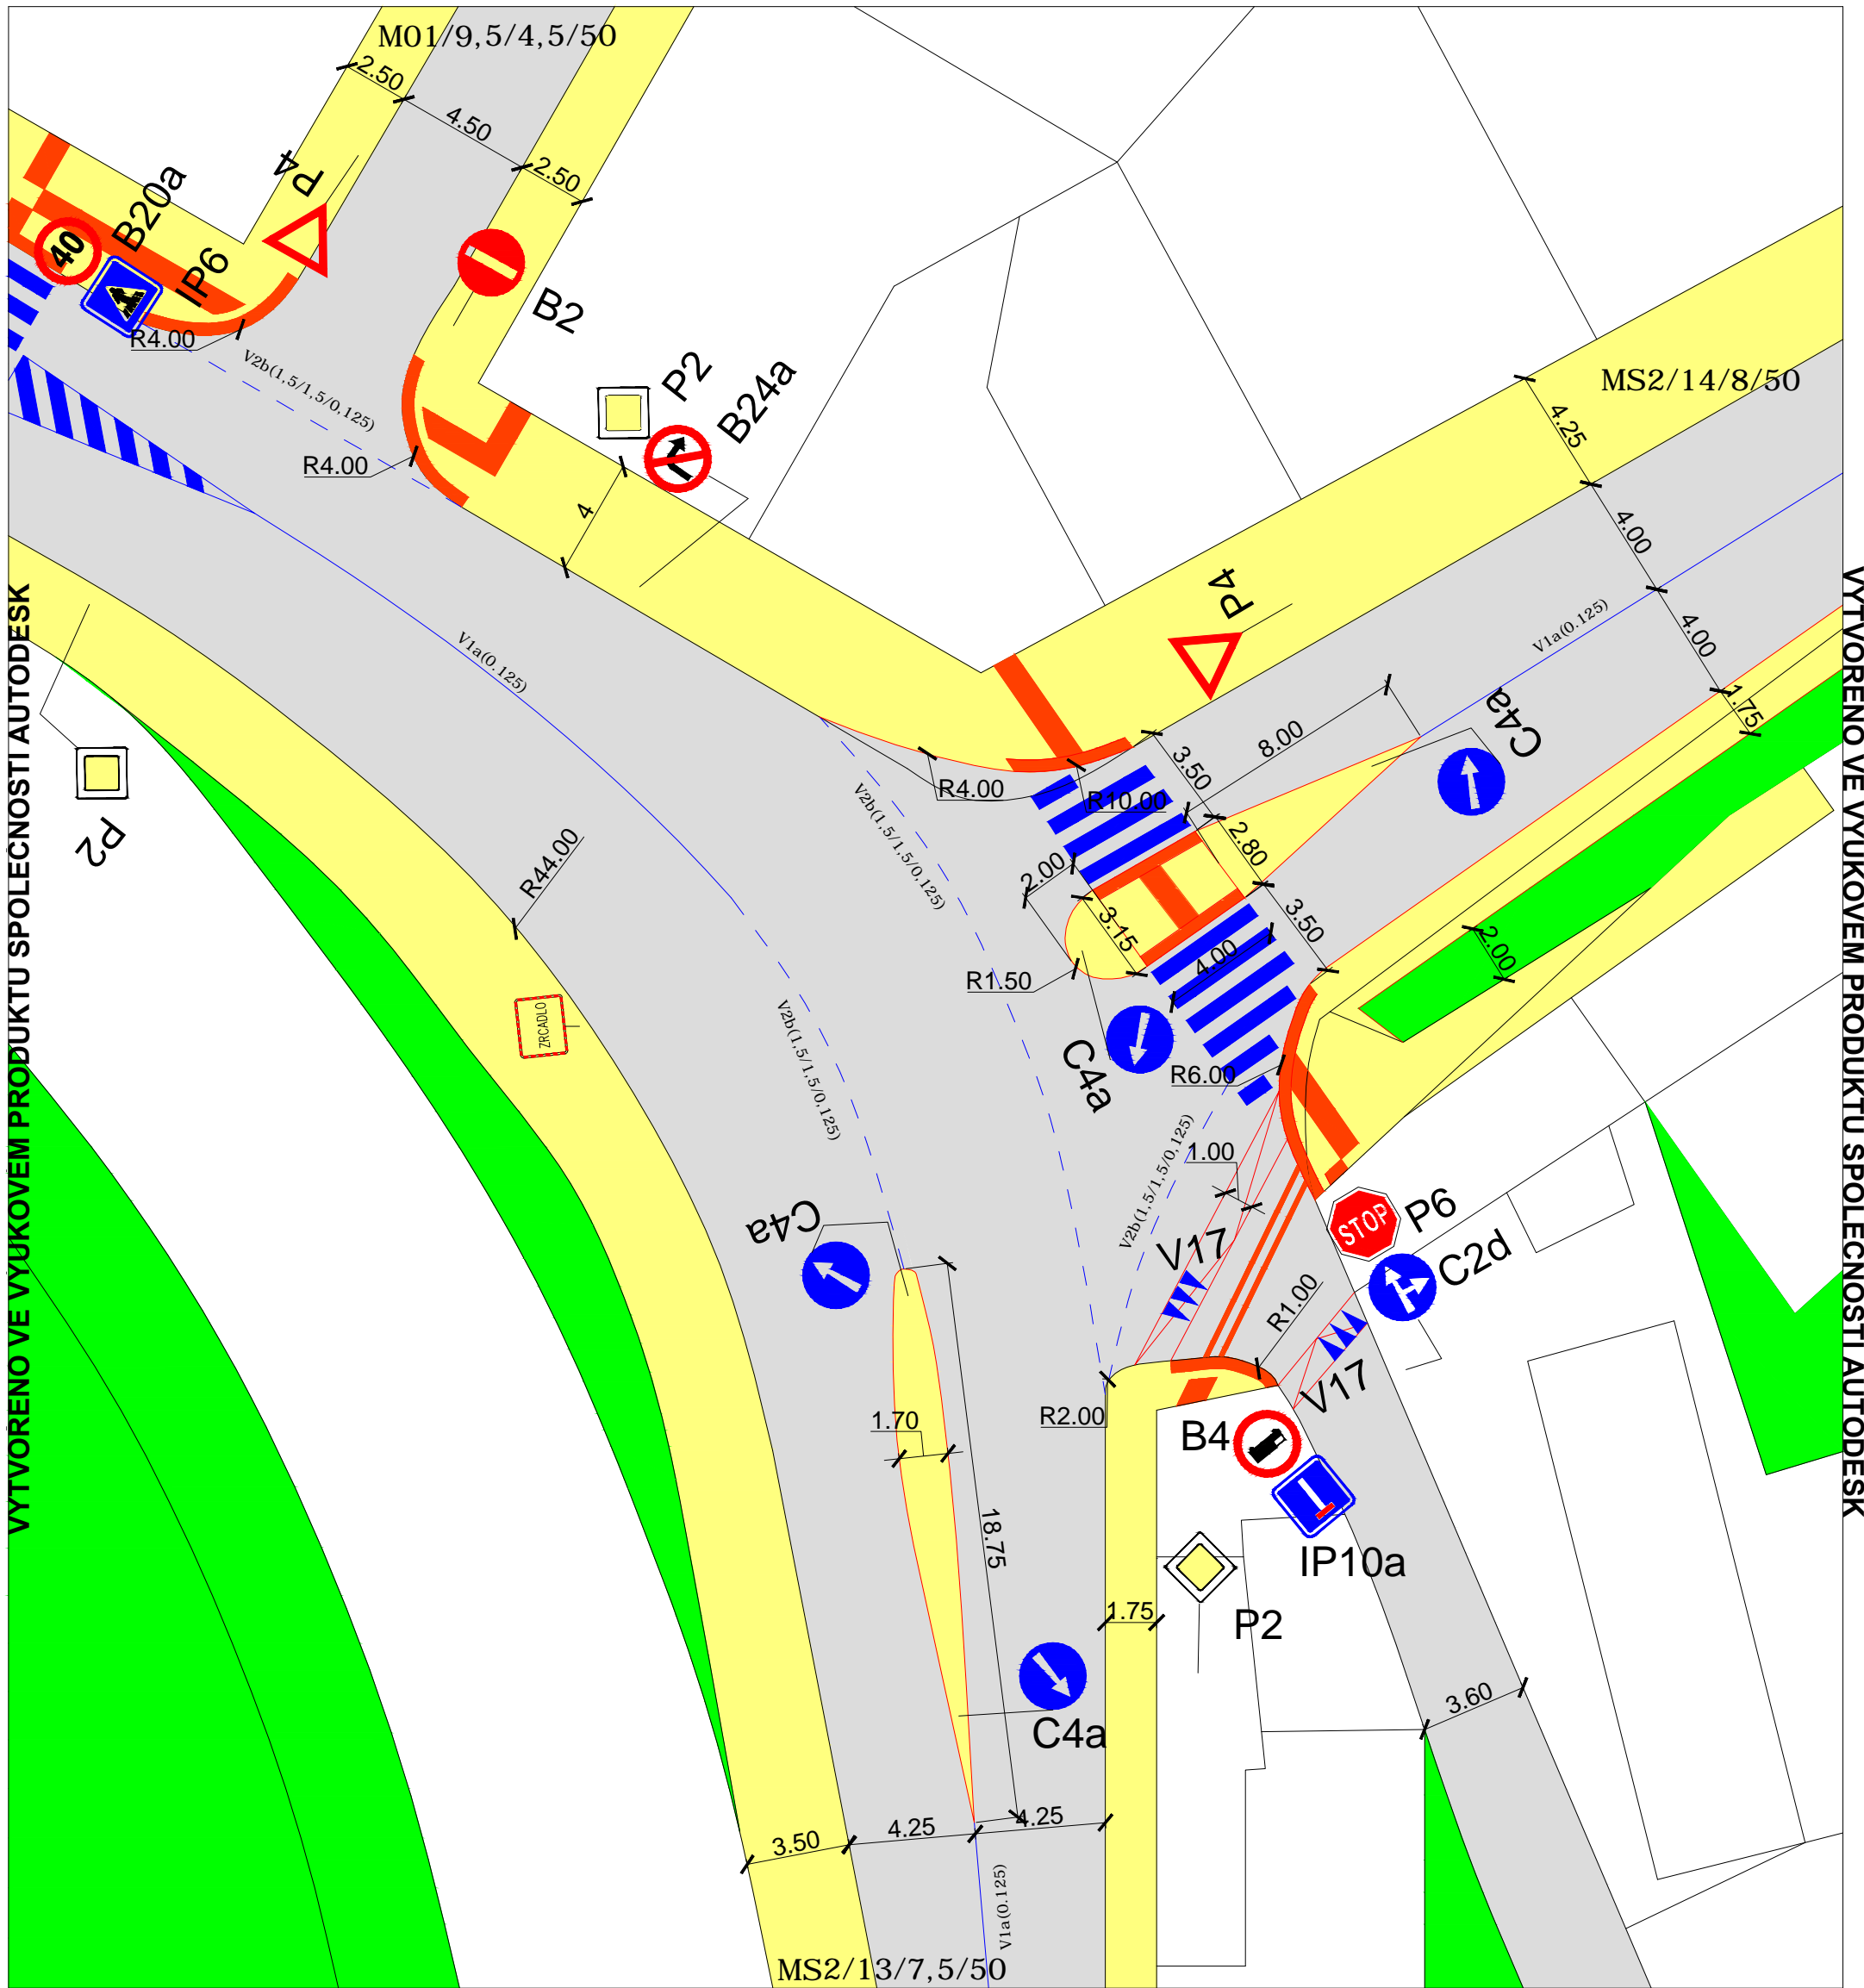 MO1/9,5/4,5/50
2.50
4.50
2.50
P4
B20a
40
IP6
R4.00
B2
V2b(1,5/1,5/0,125)
R4.00
P2
B24a
4
MS2/14/8/50
4.25
4.00
4.00
1.75
V1a(0.125)
V1a(0.125)
P4
C4a
8.00
3.50
R4.00
R10.00
2.80
3.50
2.00
3.15
4.00
2.00
R1.50
P2
R44.00
V2b(1,5/1,5/0,125)
ZRCADLO
V2b(1,5/1,5/0,125)
C4a
R6.00
V2b(1,5/1,5/0,125)
1.00
V17
STOP
P6
C2d
C4a
R1.00
V17
R2.00
B4
IP10a
1.70
18.75
P2
1.75
C4a
3.60
3.50
4.25
4.25
V1a(0.125)
MS2/13/7,5/50
VYTVOŘENO VE VÝUKOVÉM PRODUKTU SPOLEČNOSTI AUTODESK
VYTVOŘENO VE VÝUKOVÉM PRODUKTU SPOLEČNOSTI AUTODESK